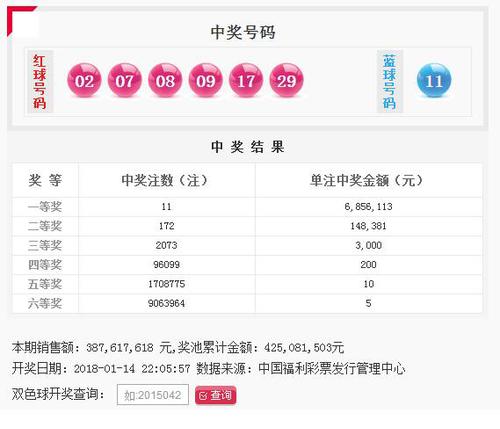 中奖号码
红球号码 02 07 08 09 17 29 蓝球号码 11
中奖结果
奖等 中奖注数（注） 单注中奖金额（元）
一等奖 11 6,856,113
二等奖 172 148,381
三等奖 2073 3,000
四等奖 96099 200
五等奖 1708775 10
六等奖 9063964 5
本期销售额：387,617,618 元,奖池累计金额：425,081,503元
开奖日期：2018-01-14 22:05:57 数据来源：中国福利彩票发行管理中心
双色球开奖查询： 如:2015042 查询